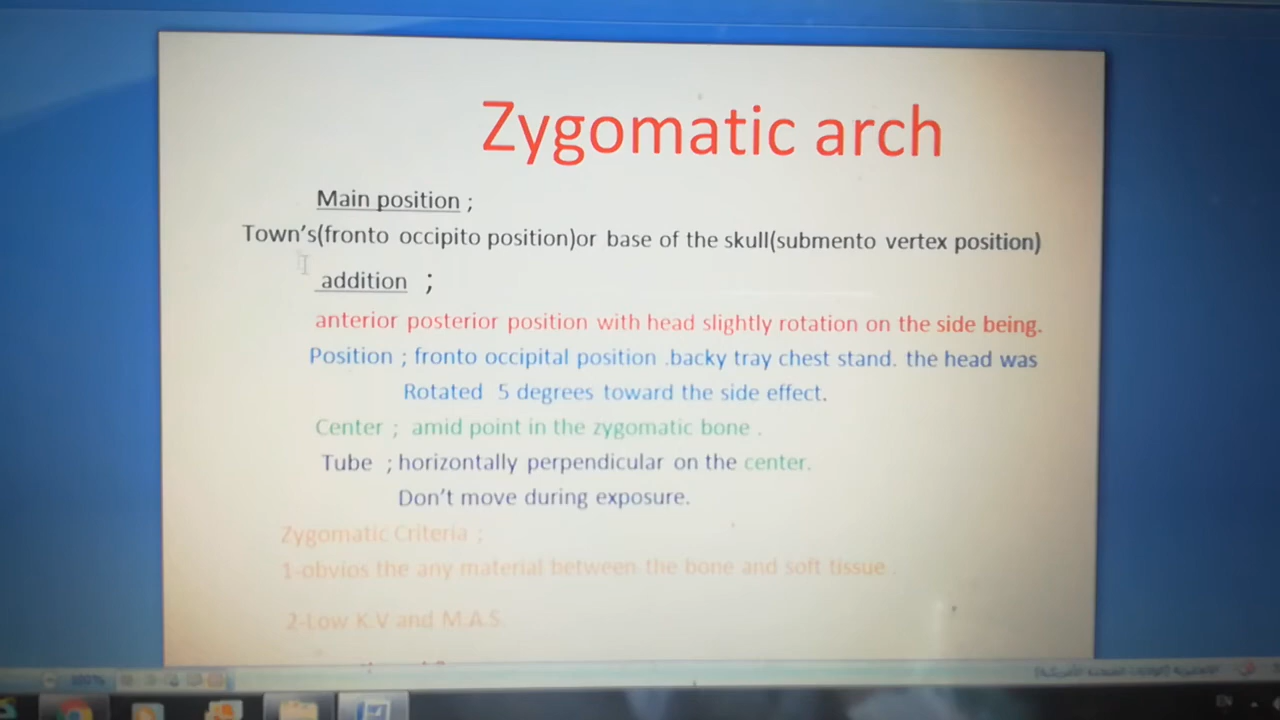 Zygomatic arch
Main position ;
Town's(fronto occipito position)or base of the skull(submento vertex position)
addition ;
anterior posterior position with head slightly rotation on the side being.
Position ; fronto occipital position .backy tray chest stand. the head was
Rotated 5 degrees toward the side effect.
Center ; amid point in the zygomatic bone .
Tube ; horizontally perpendicular on the center.
Don't move during exposure.
Zygomatic Criteria ;
1-obvios the any material between the bone and soft tissue .
2-Low K.V and M.A.S.
100%
EN